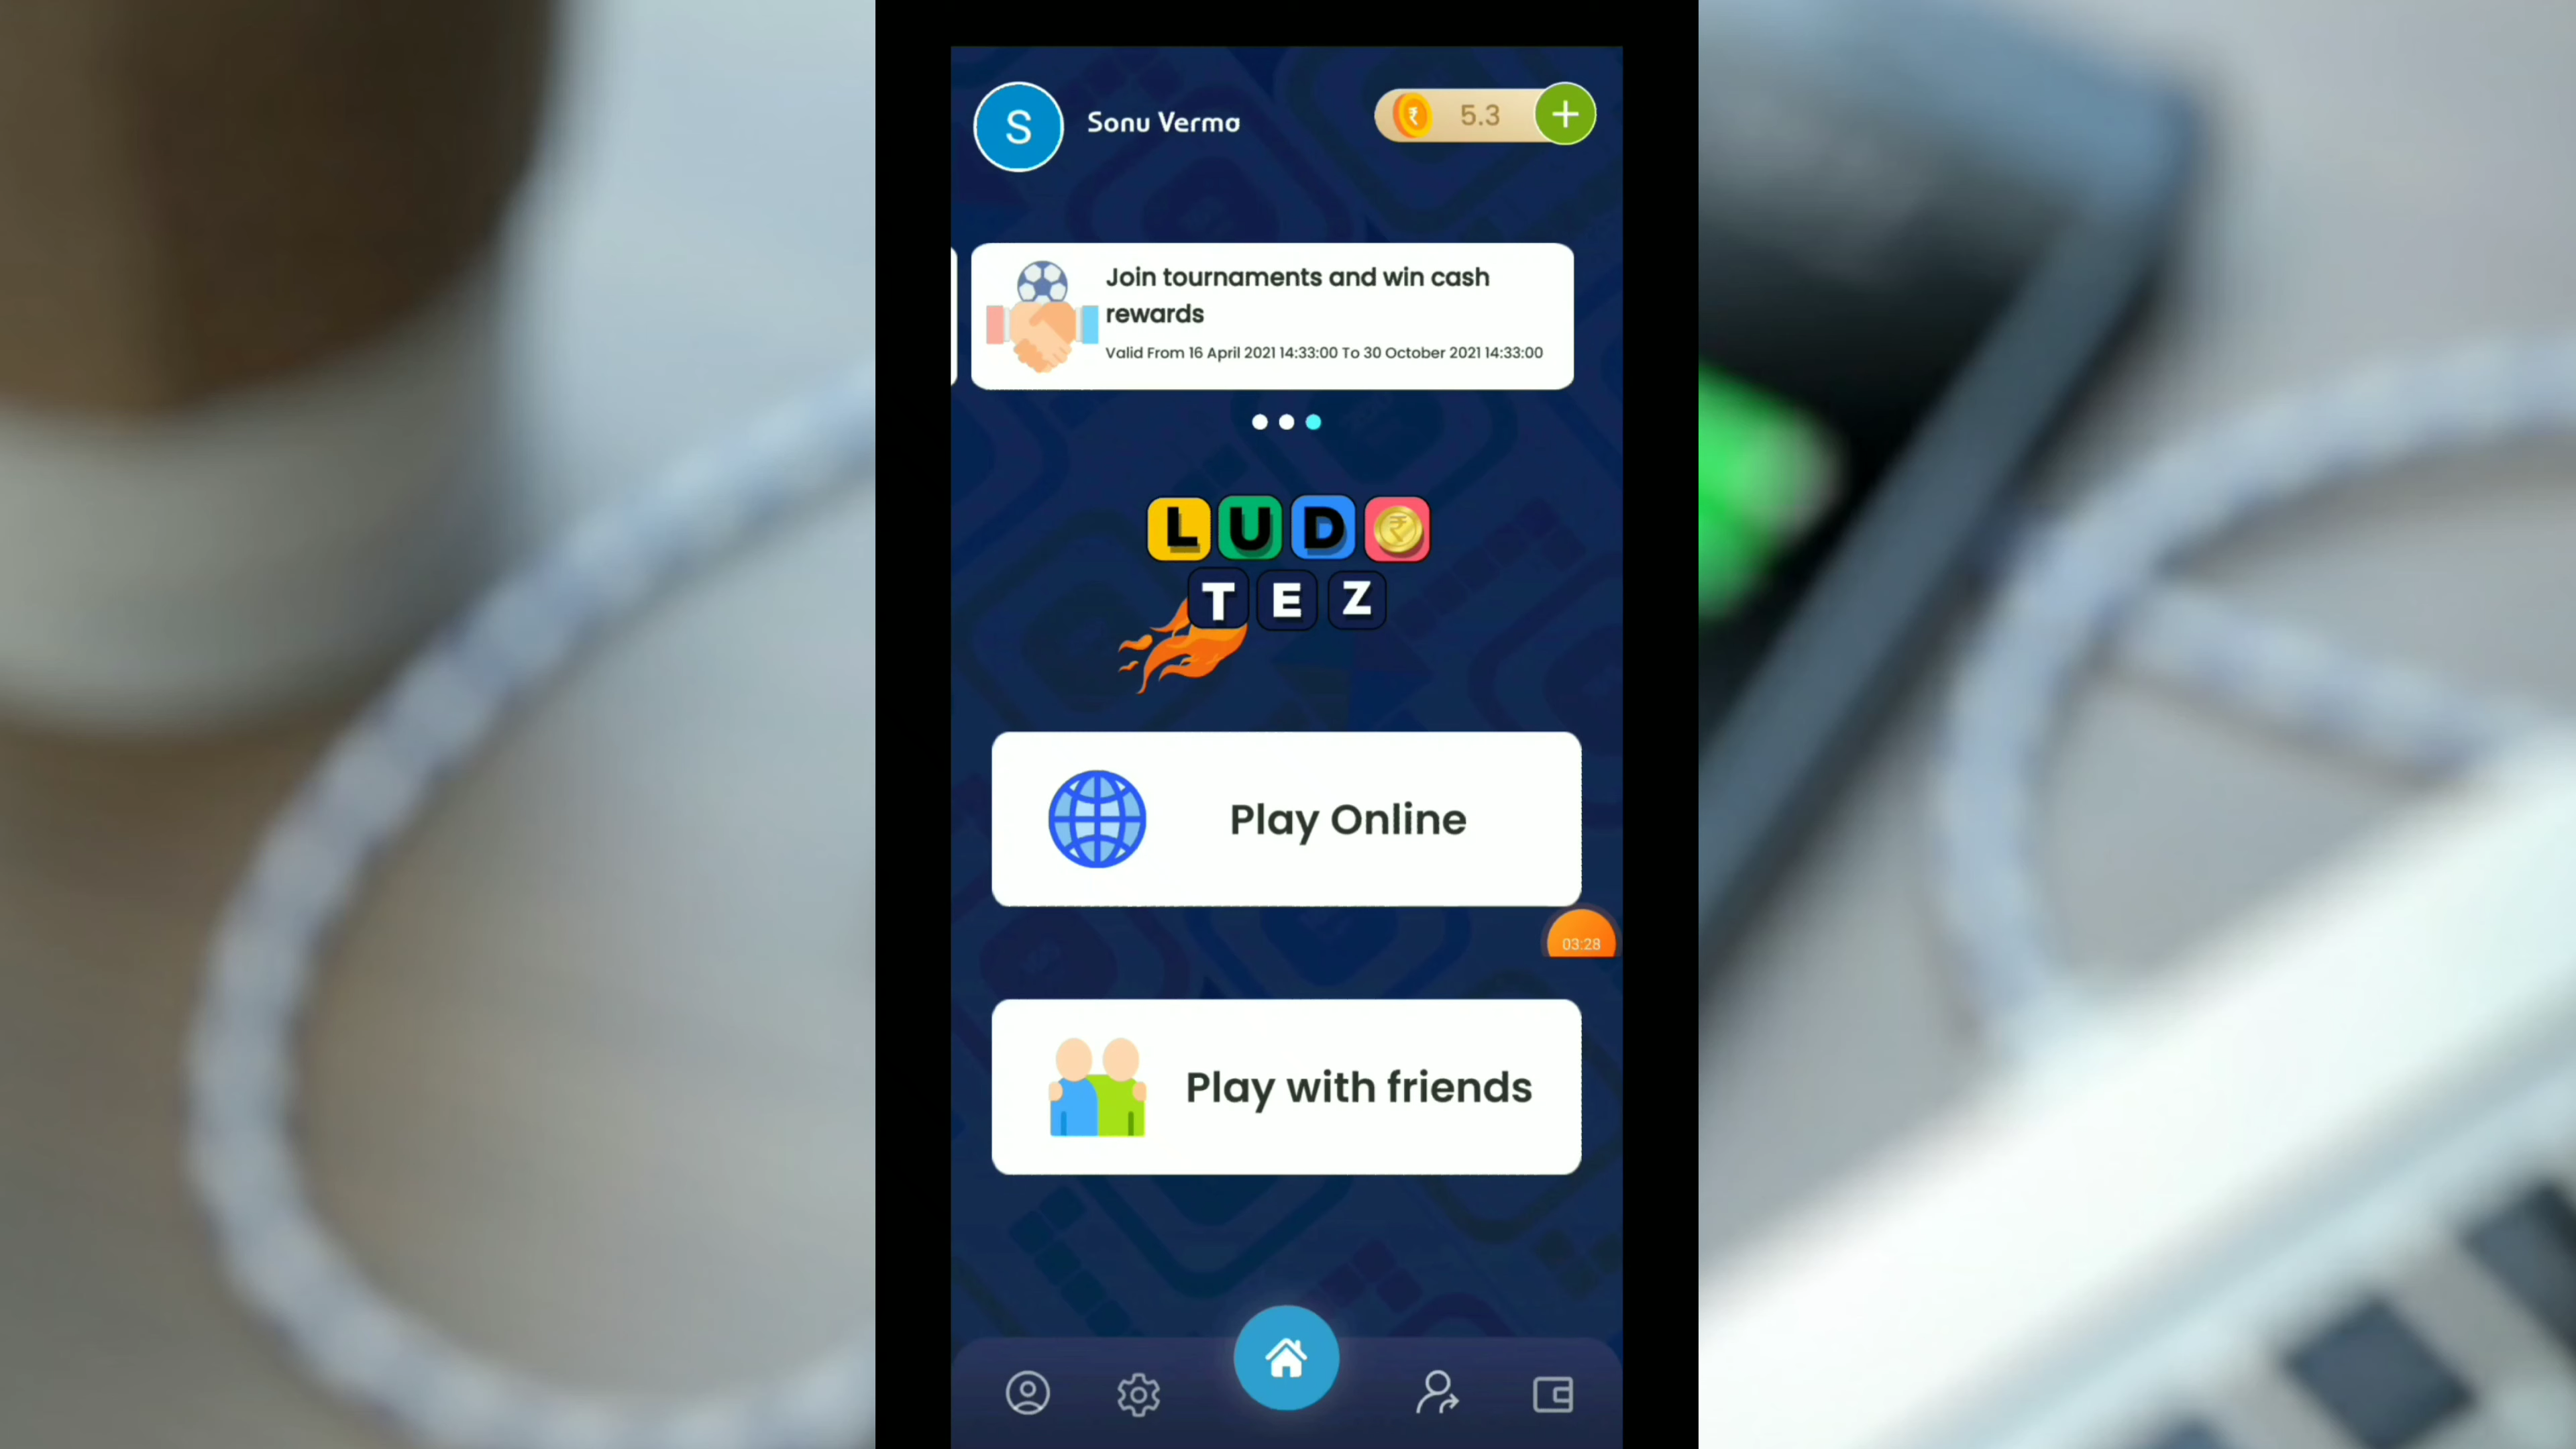 S
Sonu Verma
5.3
Join tournaments and win cash
rewards
Valid From 16 April 2021 14:33:00 To 30 October 2021 14:33:00
LUD
TEZ
Play Online
03:28
Play with friends